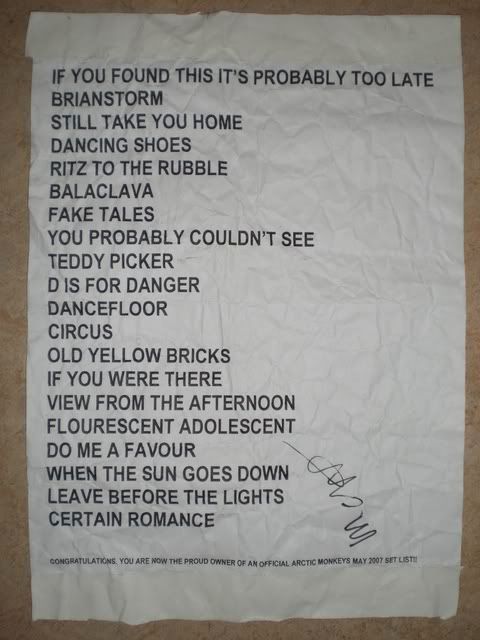 IF YOU FOUND THIS IT'S PROBABLY TOO LATE
BRIANSTORM
STILL TAKE YOU HOME
DANCING SHOES
RITZ TO THE RUBBLE
BALACLAVA
FAKE TALES
YOU PROBABLY COULDN'T SEE
TEDDY PICKER
D IS FOR DANGER
DANCEFLOOR
CIRCUS
OLD YELLOW BRICKS
IF YOU WERE THERE
VIEW FROM THE AFTERNOON
FLOURESCENT ADOLESCENT
DO ME A FAVOUR
WHEN THE SUN GOES DOWN
LEAVE BEFORE THE LIGHTS
CERTAIN ROMANCE
CONGRATULATIONS. YOU ARE NOW THE PROUD OWNER OF AN OFFICIAL ARCTIC MONKEYS MAY 2007 SET LIST!!